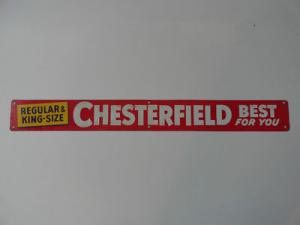 REGULAR &
KING-SIZE
CHESTERFIELD
BEST
FOR YOU